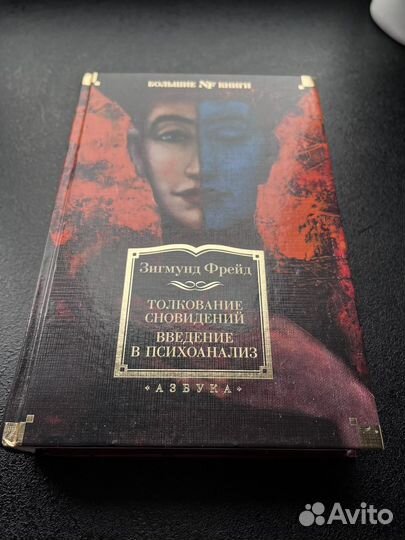 БОЛЬШИЕ NF КНИГИ
Зигмунд Фрейд
ТОЛКОВАНИЕ
СНОВИДЕНИЙ
ВВЕДЕНИЕ
В ПСИХОАНАЛИЗ
АЗБУКА
Avito